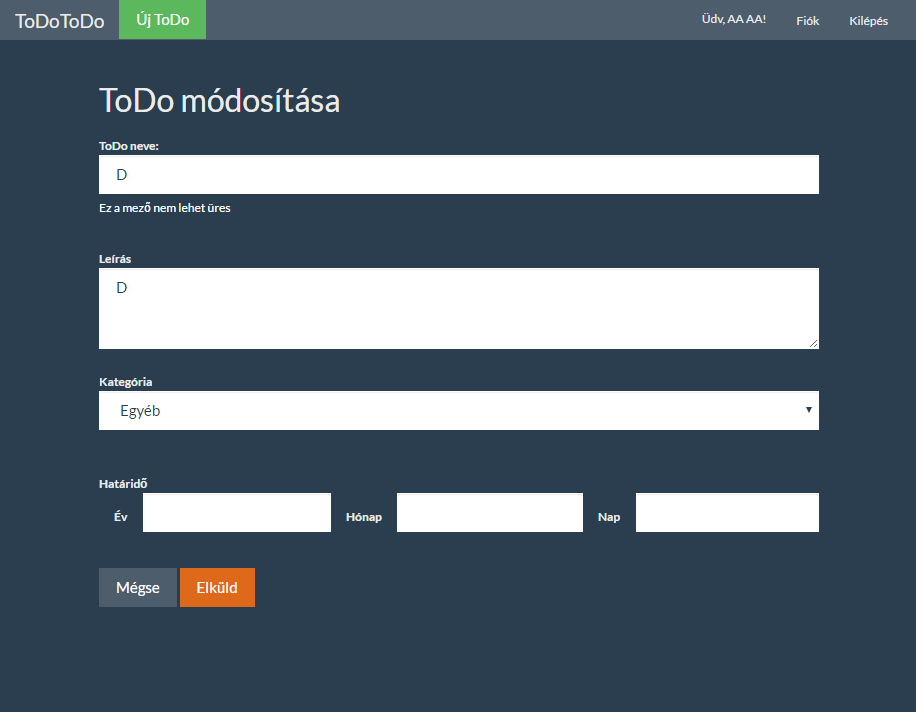 ToDoToDo Új ToDo Üdv, AA AA! Fiók Kilépés
ToDo módosítása
ToDo neve:
D
Ez a mező nem lehet üres
Leírás
D
Kategória
Egyéb
Határidő
Év Hónap Nap
Mégse Elküld